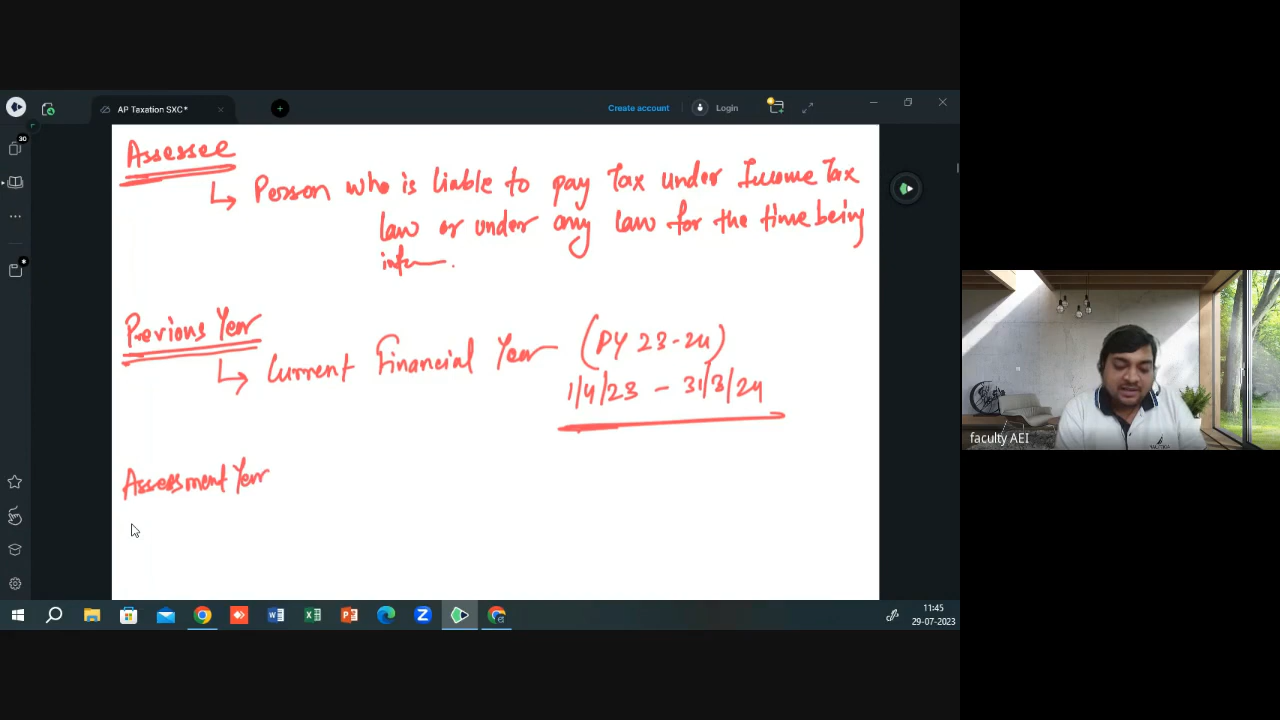 AP Taxation SXC*
Create account
Login
30
Assessee
↳ Person who is liable to pay Tax under Income Tax
law or under any law for the time being
Previous Year
↳ Current Financial Year (PY 23-24)
1/4/23 - 31/3/24
Assessment Year
faculty AEI
11:45
29-07-2023